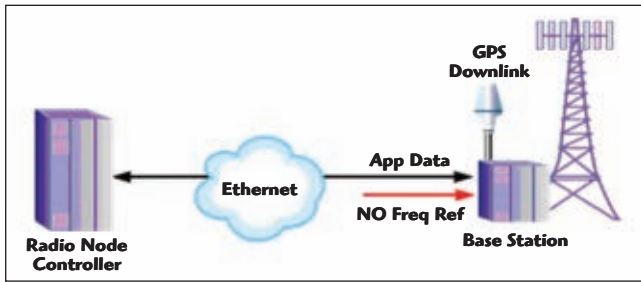 GPS
Downlink
App Data
Ethernet
NO Freq Ref
Radio Node
Controller
Base Station